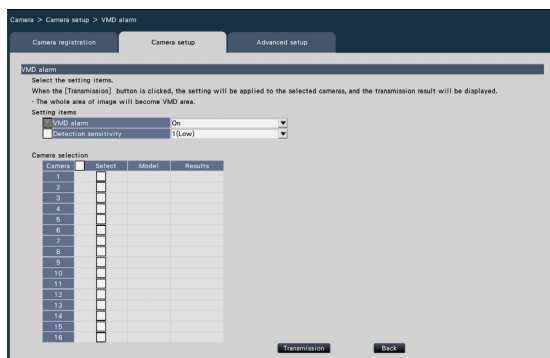 Camera > Camera setup > VMD alarm
Camera registration Camera setup Advanced setup
VMD alarm
Select the setting items.
When the [Transmission] button is clicked, the setting will be applied to the selected cameras, and the transmission result will be displayed.
· The whole area of image will become VMD area.
Setting items
VMD alarm On
Detection sensitivity 1(Low)
Camera selection
Camera Select Model Results
1
2
3
4
5
6
7
8
9
10
11
12
13
14
15
16
Transmission Back